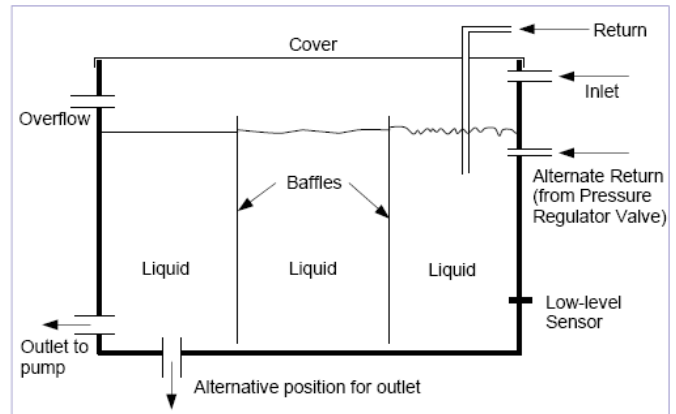 Cover
Return
Inlet
Overflow
Baffles
Alternate Return
(from Pressure
Regulator Valve)
Liquid
Liquid
Liquid
Low-level
Sensor
Outlet to
pump
Alternative position for outlet